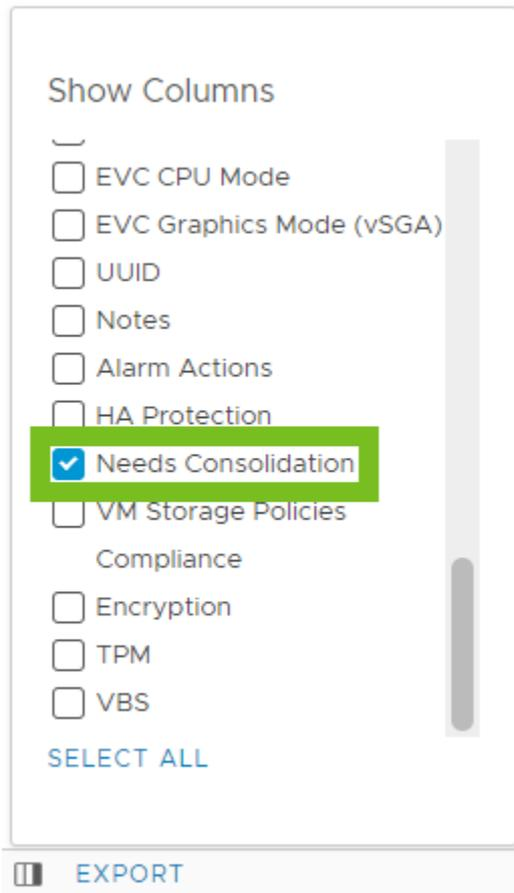 Show Columns
EVC CPU Mode
EVC Graphics Mode (vSGA)
UUID
Notes
Alarm Actions
HA Protection
Needs Consolidation
VM Storage Policies
Compliance
Encryption
TPM
VBS
SELECT ALL
EXPORT